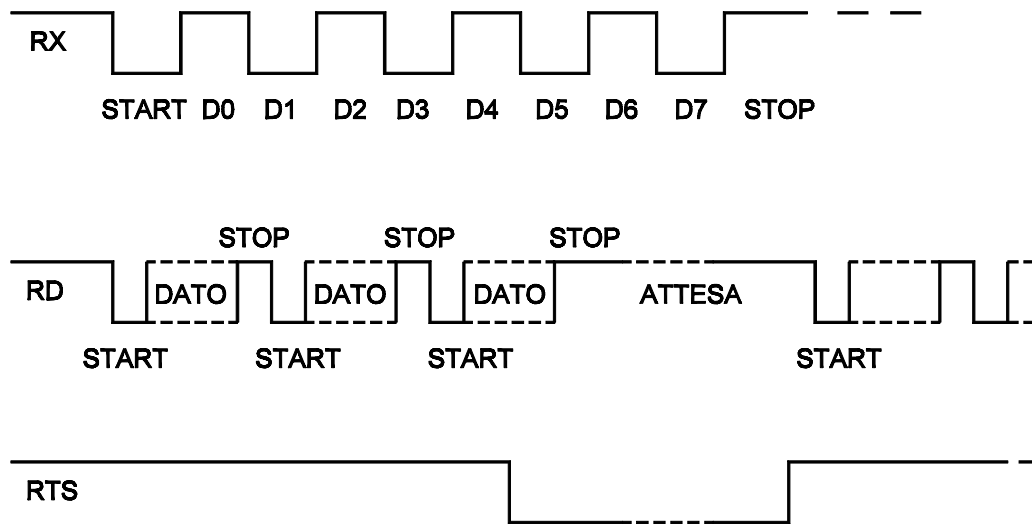 RX
START D0 D1 D2 D3 D4 D5 D6 D7 STOP
STOP STOP STOP
RD DATO DATO DATO ATTESA
START START START START
RTS